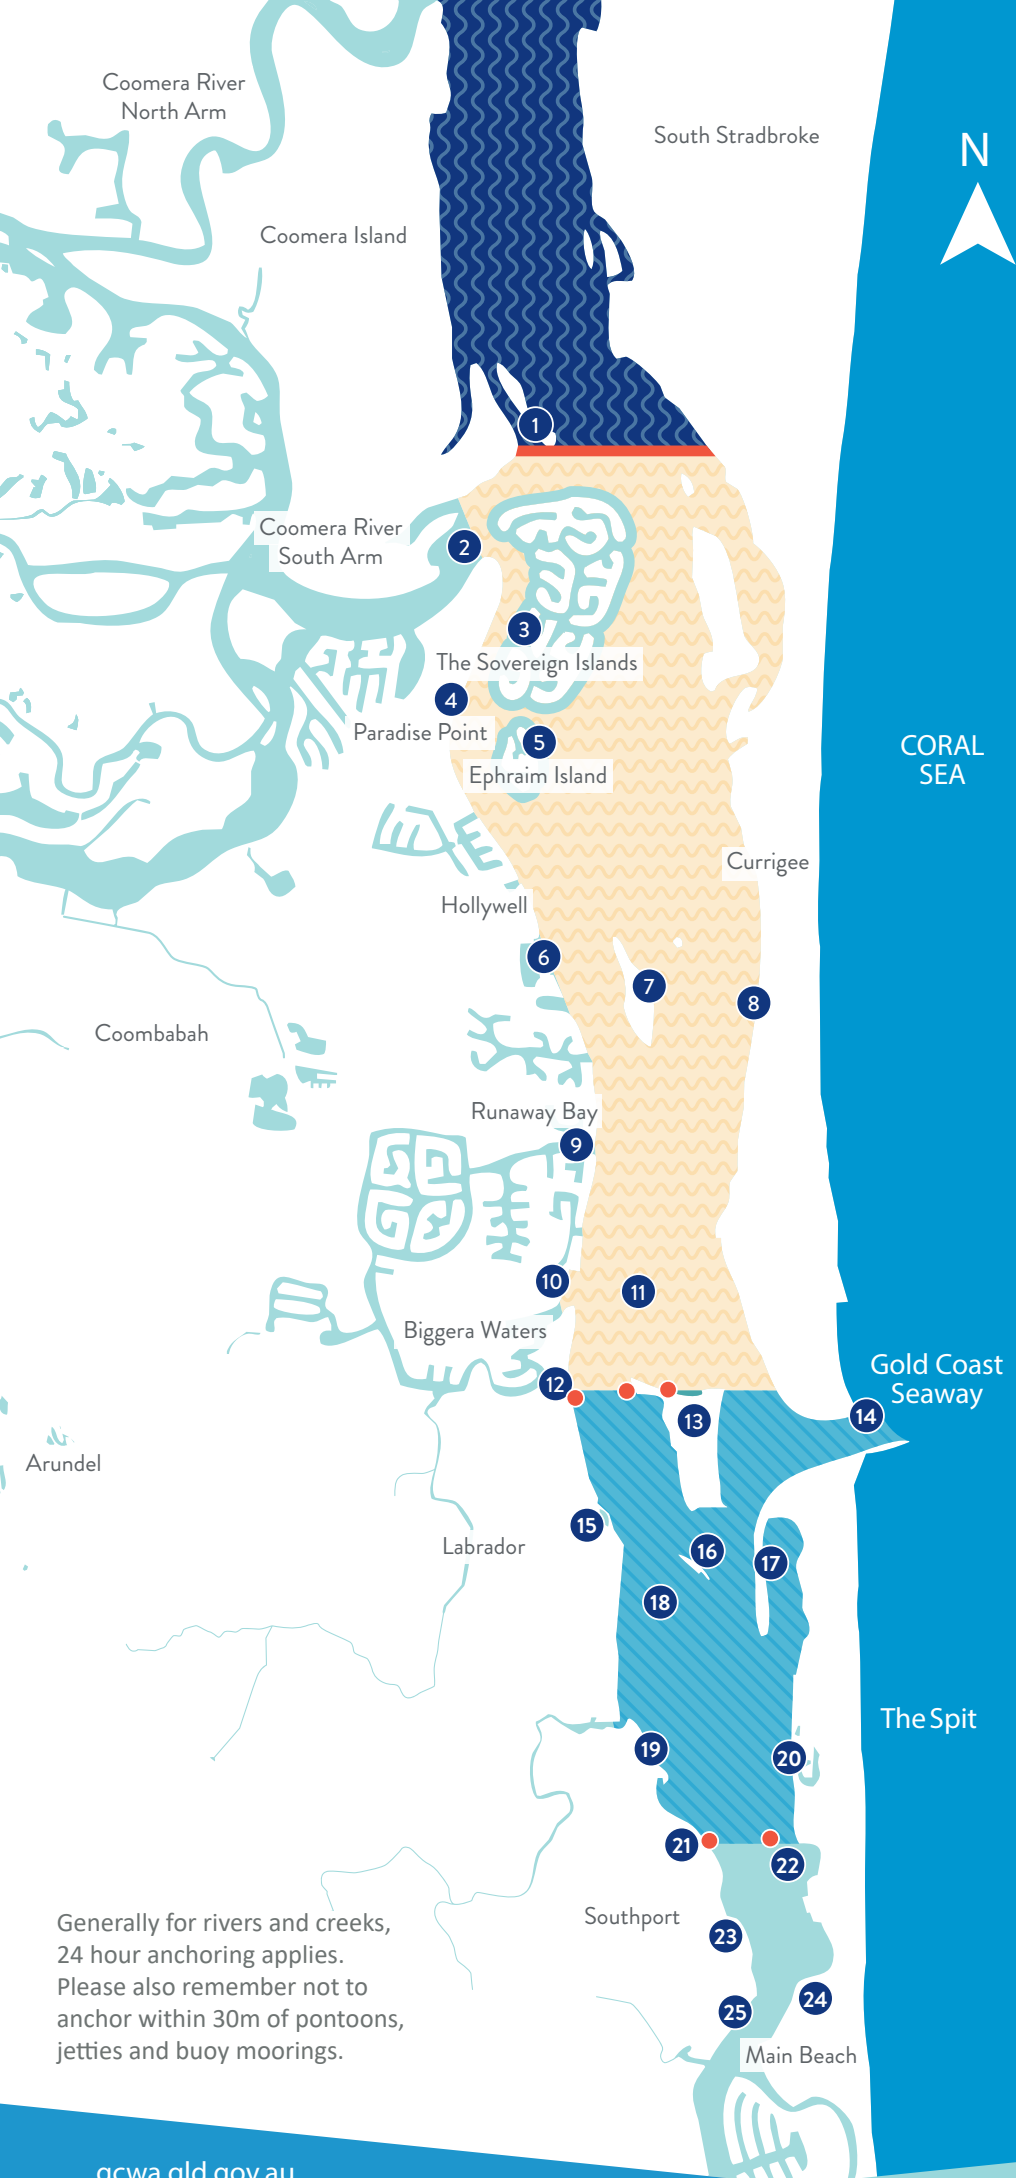 Coomera River
North Arm
South Stradbroke
N
Coomera Island
1
Coomera River
South Arm
2
3
The Sovereign Islands
4
Paradise Point
5
Ephraim Island
CORAL
SEA
Currigee
Hollywell
6
7
8
Coombabah
Runaway Bay
9
10
11
Biggera Waters
Gold Coast
Seaway
12
13
14
Arundel
15
Labrador
16
17
18
The Spit
19
20
21
22
Generally for rivers and creeks,
24 hour anchoring applies.
Please also remember not to
anchor within 30m of pontoons,
jetties and buoy moorings.
Southport
23
24
25
Main Beach
gcwa.qld.gov.au